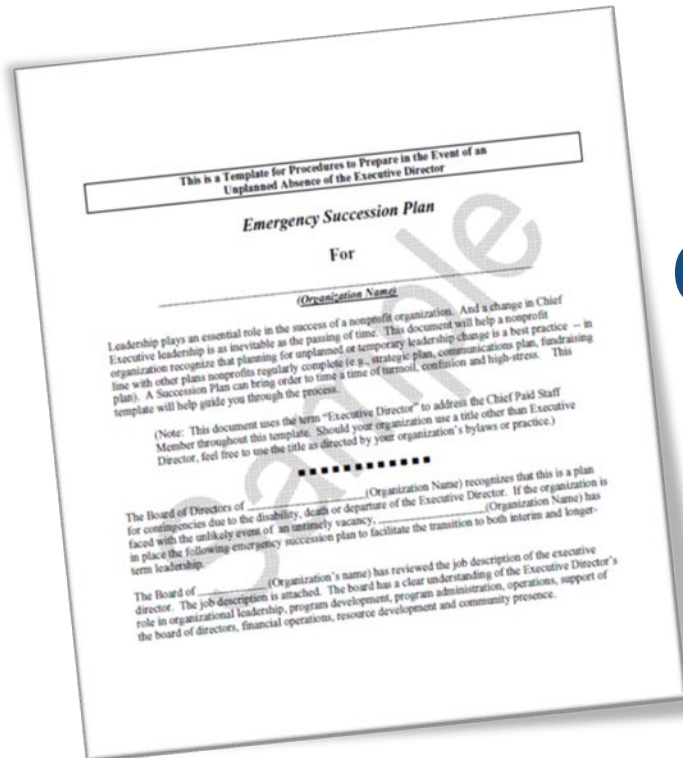 This is a Template for Procedures to Prepare in the Event of an
Unplanned Absence of the Executive Director
Emergency Succession Plan
For
(Organization Name)
Leadership plays an essential role in the success of a nonprofit organization. And a change in Chief
Executive leadership is as inevitable as the passing of time. This document will help a nonprofit
organization recognize that planning for unplanned or temporary leadership change is a best practice – in
line with other plans nonprofits regularly complete (e.g., strategic plan, communications plan, fundraising
plan). A Succession Plan can bring order to time a time of turmoil, confusion and high-stress. This
template will help guide you through the process.
(Note: This document uses the term “Executive Director” to address the Chief Paid Staff
Member throughout this template. Should your organization use a title other than Executive
Director, feel free to use the title as directed by your organization’s bylaws or practice.)
The Board of Directors of ____________________(Organization Name) recognizes that this is a plan
for contingencies due to the disability, death or departure of the Executive Director. If the organization is
faced with the unlikely event of an untimely vacancy, ____________________(Organization Name) has
in place the following emergency succession plan to facilitate the transition to both interim and longer-
term leadership.
The Board of ____________(Organization’s name) has reviewed the job description of the executive
director. The job description is attached. The board has a clear understanding of the Executive Director’s
role in organizational leadership, program development, program administration, operations, support of
the board of directors, financial operations, resource development and community presence.
Sample